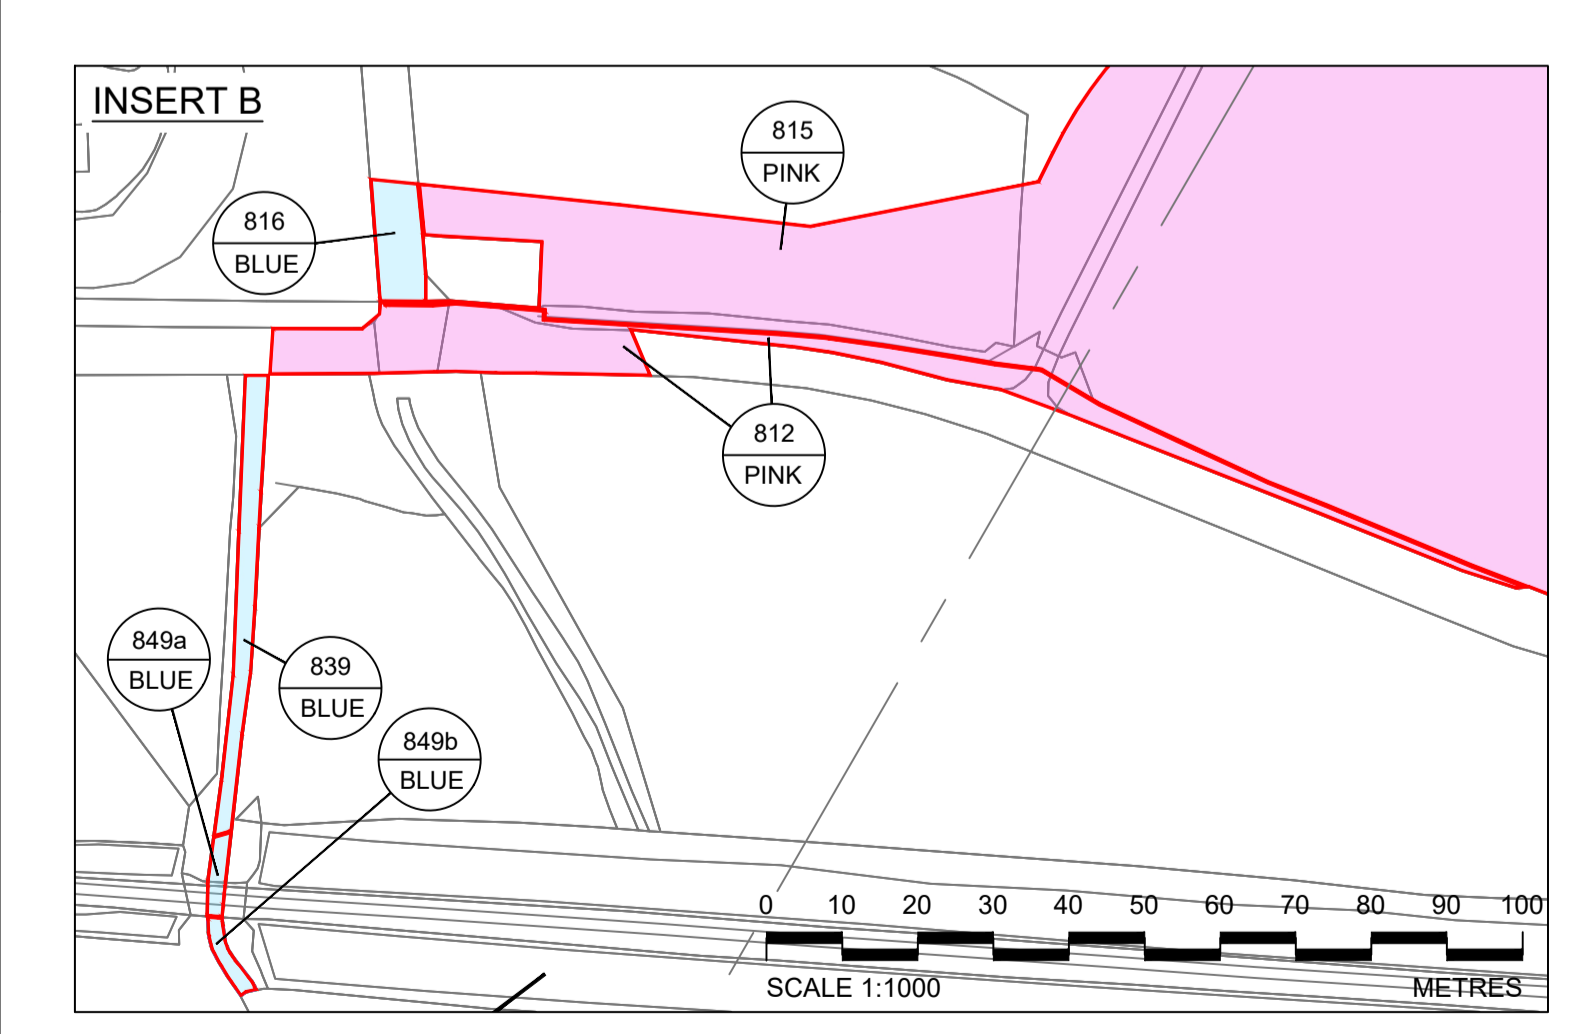 INSERT B
815
PINK
816
BLUE
812
PINK
849a
BLUE
839
BLUE
849b
BLUE
0 10 20 30 40 50 60 70 80 90 100
SCALE 1:1000 METRES